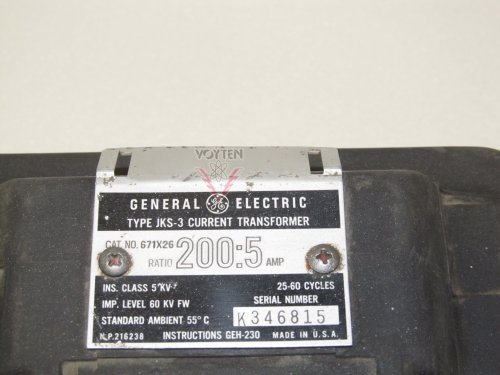 VOYTEN
GENERAL GE ELECTRIC
TYPE JKS-3 CURRENT TRANSFORMER
CAT NO. 671X26
RATIO 200:5 AMP
INS. CLASS 5 KV 25-60 CYCLES
IMP. LEVEL 60 KV FW SERIAL NUMBER
STANDARD AMBIENT 55° C K346815
N.P.216238 INSTRUCTIONS GEH-230 MADE IN U.S.A.